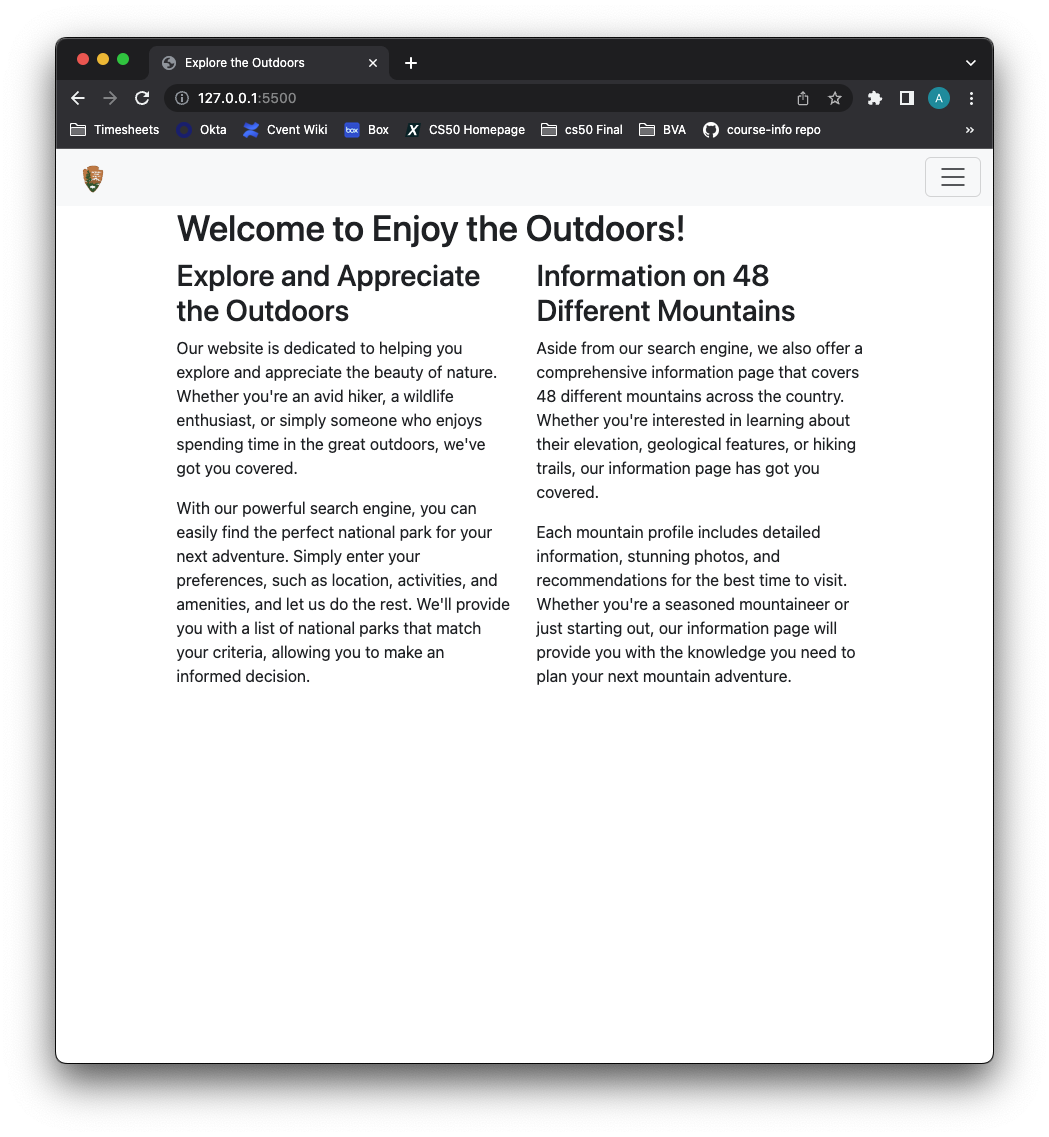 Explore the Outdoors
127.0.0.1:5500
A
Timesheets Okta Cvent Wiki box Box X CS50 Homepage cs50 Final BVA course-info repo »
Welcome to Enjoy the Outdoors!
Explore and Appreciate
the Outdoors
Our website is dedicated to helping you
explore and appreciate the beauty of nature.
Whether you're an avid hiker, a wildlife
enthusiast, or simply someone who enjoys
spending time in the great outdoors, we've
got you covered.
With our powerful search engine, you can
easily find the perfect national park for your
next adventure. Simply enter your
preferences, such as location, activities, and
amenities, and let us do the rest. We'll provide
you with a list of national parks that match
your criteria, allowing you to make an
informed decision.
Information on 48
Different Mountains
Aside from our search engine, we also offer a
comprehensive information page that covers
48 different mountains across the country.
Whether you're interested in learning about
their elevation, geological features, or hiking
trails, our information page has got you
covered.
Each mountain profile includes detailed
information, stunning photos, and
recommendations for the best time to visit.
Whether you're a seasoned mountaineer or
just starting out, our information page will
provide you with the knowledge you need to
plan your next mountain adventure.